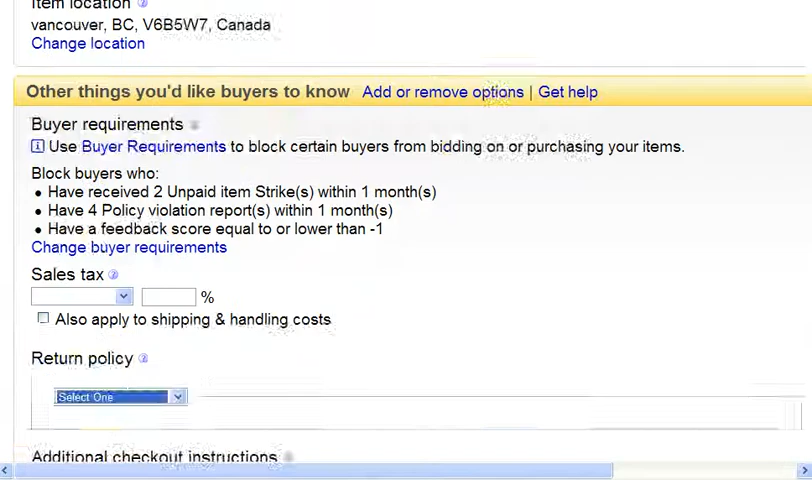 Item location
vancouver, BC, V6B5W7, Canada
Change location
Other things you'd like buyers to know Add or remove options | Get help
Buyer requirements
Use Buyer Requirements to block certain buyers from bidding on or purchasing your items.
Block buyers who:
• Have received 2 Unpaid item Strike(s) within 1 month(s)
• Have 4 Policy violation report(s) within 1 month(s)
• Have a feedback score equal to or lower than -1
Change buyer requirements
Sales tax
%
Also apply to shipping & handling costs
Return policy
Select One
Additional checkout instructions